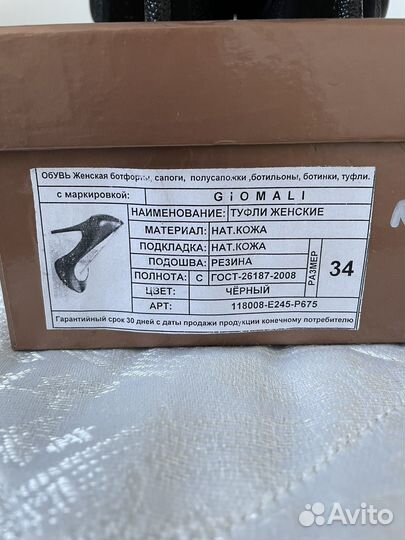 ОБУВЬ Женская ботфорты, сапоги, полусапожки ,ботильоны, ботинки, туфли.
с маркировкой: GiOMALI
НАИМЕНОВАНИЕ: ТУФЛИ ЖЕНСКИЕ
МАТЕРИАЛ: НАТ.КОЖА
ПОДКЛАДКА: НАТ.КОЖА
ПОДОШВА: РЕЗИНА
ПОЛНОТА: С ГОСТ-26187-2008
ЦВЕТ: ЧЁРНЫЙ
АРТ: 118008-E245-P675
РАЗМЕР 34
Гарантийный срок 30 дней с даты продажи продукции конечному потребителю
Avito